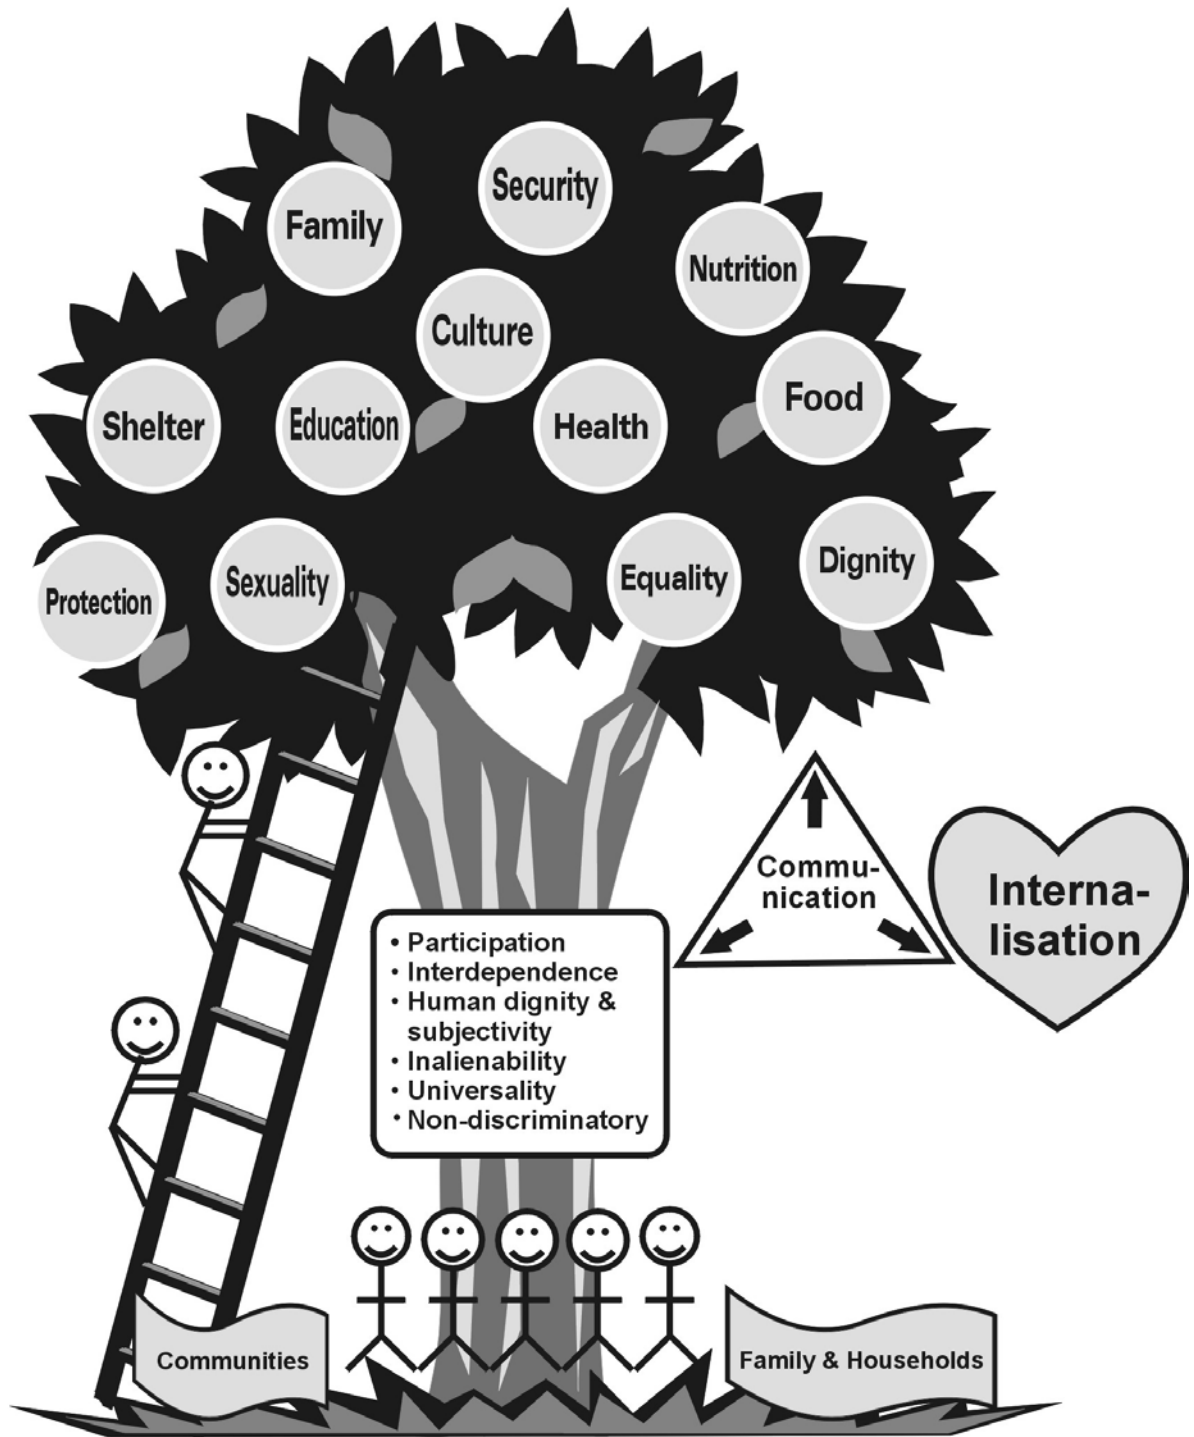 Security
Family
Nutrition
Culture
Food
Shelter
Education
Health
Dignity
Equality
Sexuality
Protection
Commu-
nication
Interna-
lisation
• Participation
• Interdependence
• Human dignity &
subjectivity
• Inalienability
• Universality
• Non-discriminatory
Communities
Family & Households